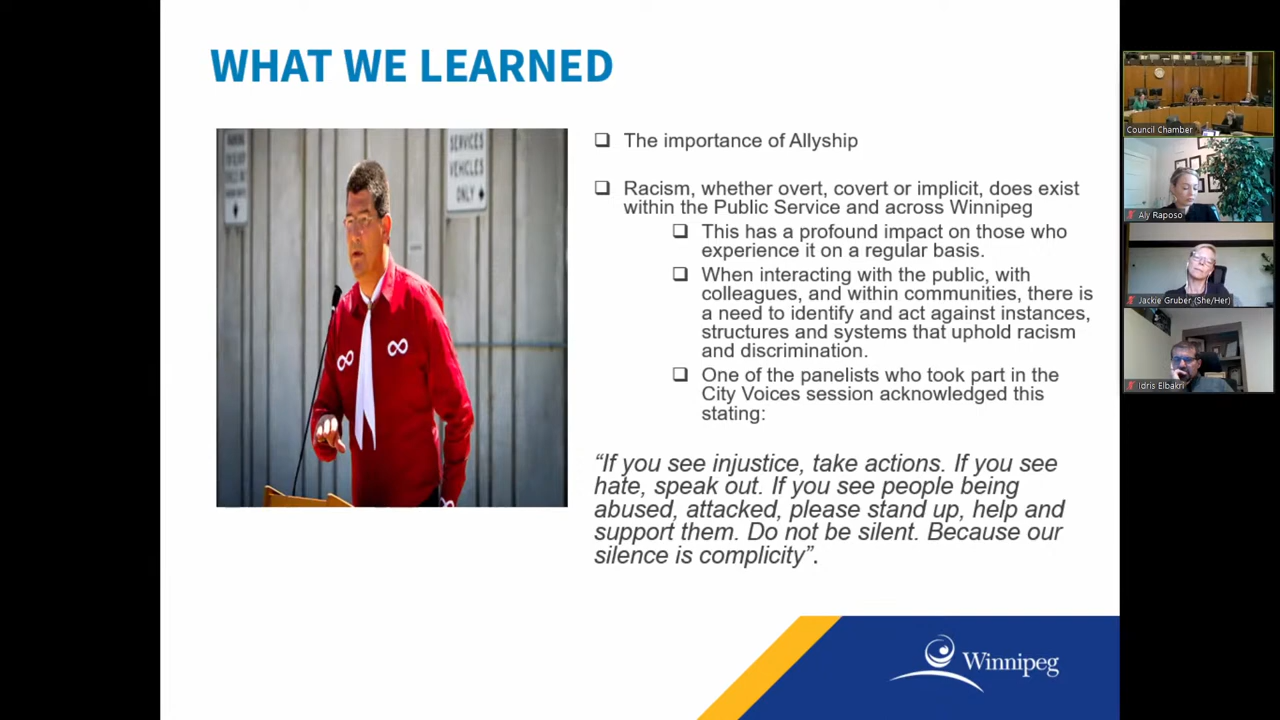 WHAT WE LEARNED
SERVICES
VEHICLES
ONLY
The importance of Allyship
Racism, whether overt, covert or implicit, does exist
within the Public Service and across Winnipeg
This has a profound impact on those who
experience it on a regular basis.
When interacting with the public, with
colleagues, and within communities, there is
a need to identify and act against instances,
structures and systems that uphold racism
and discrimination.
One of the panelists who took part in the
City Voices session acknowledged this
stating:
“If you see injustice, take actions. If you see
hate, speak out. If you see people being
abused, attacked, please stand up, help and
support them. Do not be silent. Because our
silence is complicity”.
Winnipeg
Council Chamber
Aly Raposo
Jackie Gruber (She/Her)
Idris Elbakri